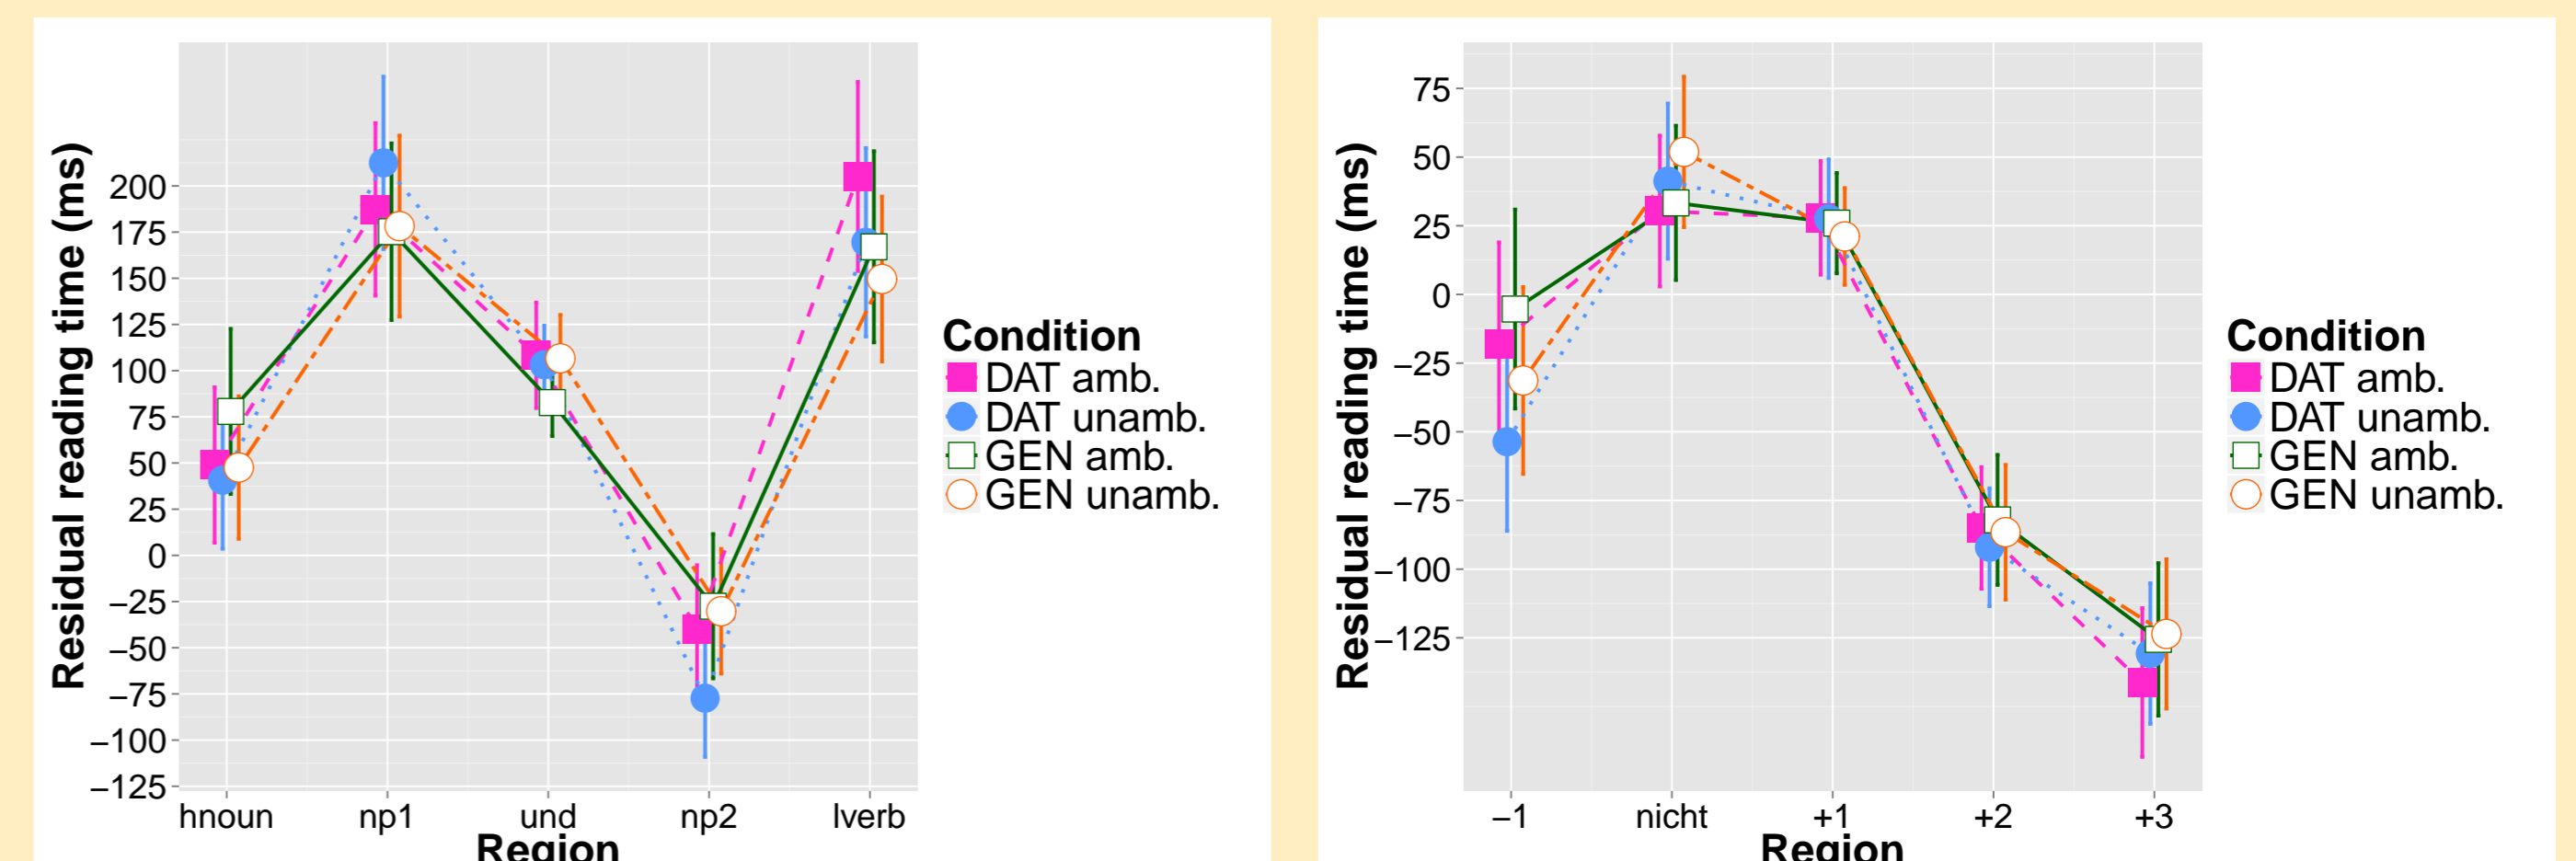 Residual reading time (ms)
200
175
150
125
100
75
50
25
0
−25
−50
−75
−100
−125
hnoun np1 und np2 lverb
Region
Condition
DAT amb.
DAT unamb.
GEN amb.
GEN unamb.
Residual reading time (ms)
75
50
25
0
−25
−50
−75
−100
−125
−1 nicht +1 +2 +3
Region
Condition
DAT amb.
DAT unamb.
GEN amb.
GEN unamb.